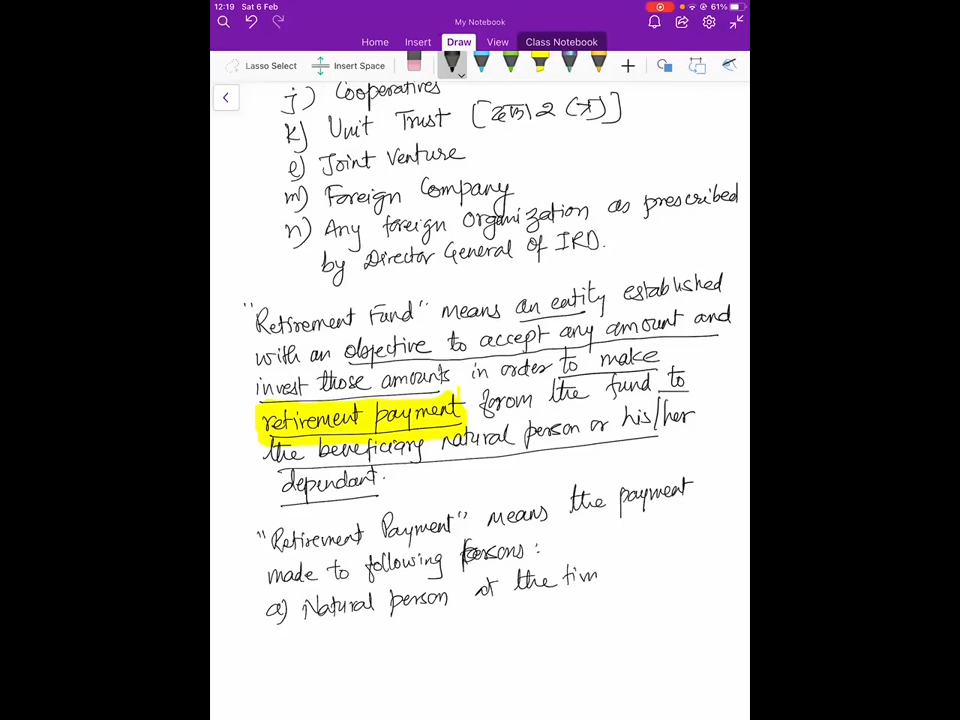 12:19 Sat 6 Feb
61%
My Notebook
Home Insert Draw View Class Notebook
Lasso Select Insert Space
j) Cooperatives
k) Unit Trust [दफा 2 (])]
l) Joint Venture
m) Foreign Company
n) Any foreign Organization as prescribed
by Director General of IRD.
"Retirement Fund" means an entity established
with an objective to accept any amount and
invest those amounts in order to make
retirement payment from the fund to
the beneficiary natural person or his/her
dependant.
"Retirement Payment" means the payment
made to following persons:
a) Natural person at the tim